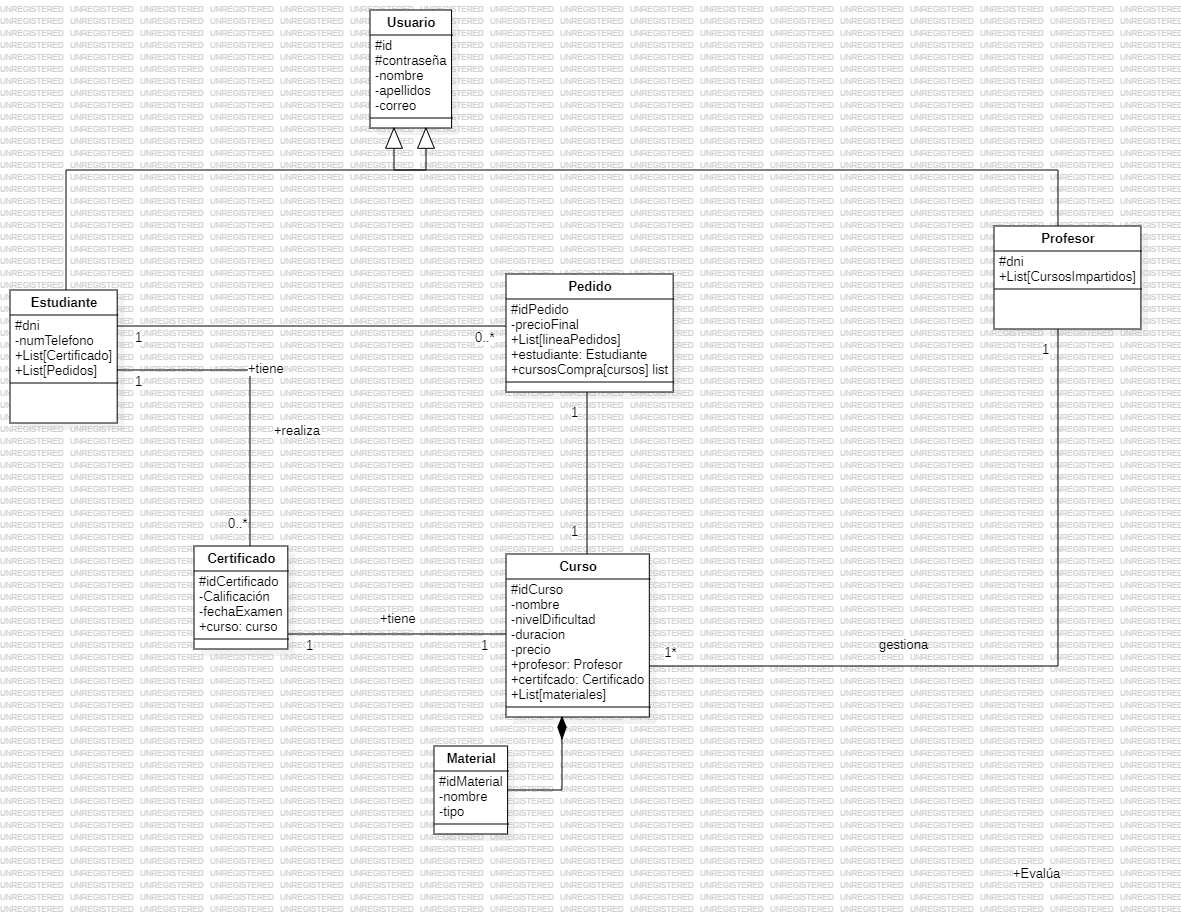 Usuario
#id
#contraseña
-nombre
-apellidos
-correo
Profesor
#dni
+List[CursosImpartidos]
1
Pedido
#idPedido
-precioFinal
+List[lineaPedidos]
+estudiante: Estudiante
+cursosCompra[cursos] list
Estudiante
#dni
-numTelefono
+List[Certificado]
+List[Pedidos]
1
0..*
1
+tiene
+realiza
0..*
1
1
Certificado
#idCertificado
-Calificación
-fechaExamen
+curso: curso
+tiene
1
1
Curso
#idCurso
-nombre
-nivelDificultad
-duracion
-precio
+profesor: Profesor
+certifcado: Certificado
+List[materiales]
1*
gestiona
Material
#idMaterial
-nombre
-tipo
+Evalúa
UNREGISTERED